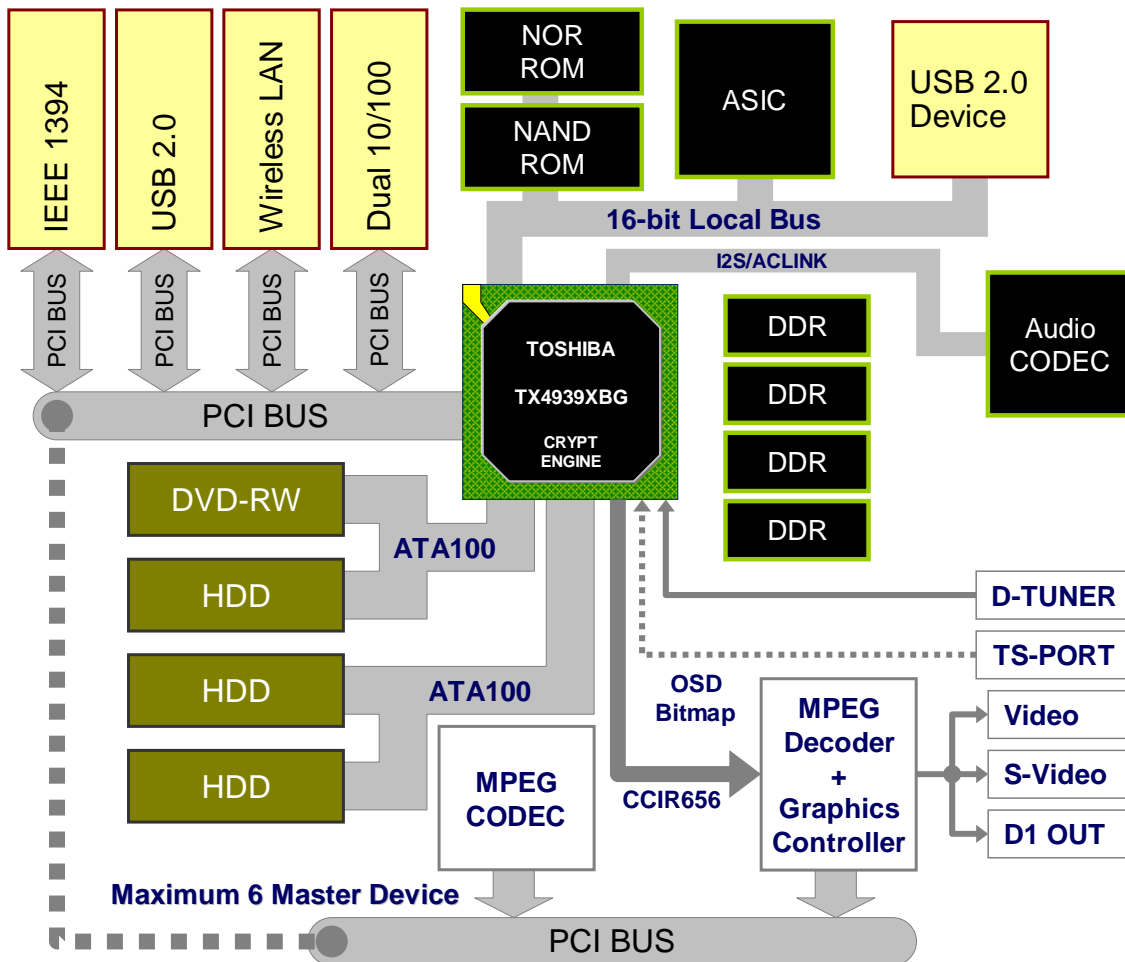 IEEE 1394
USB 2.0
Wireless LAN
Dual 10/100
NOR
ROM
NAND
ROM
ASIC
USB 2.0
Device
16-bit Local Bus
I2S/ACLINK
PCI BUS
PCI BUS
PCI BUS
PCI BUS
TOSHIBA
TX4939XBG
CRYPT
ENGINE
DDR
DDR
DDR
DDR
Audio
CODEC
PCI BUS
DVD-RW
HDD
ATA100
HDD
HDD
ATA100
D-TUNER
TS-PORT
OSD
Bitmap
CCIR656
MPEG
CODEC
MPEG
Decoder
+
Graphics
Controller
Video
S-Video
D1 OUT
Maximum 6 Master Device
PCI BUS